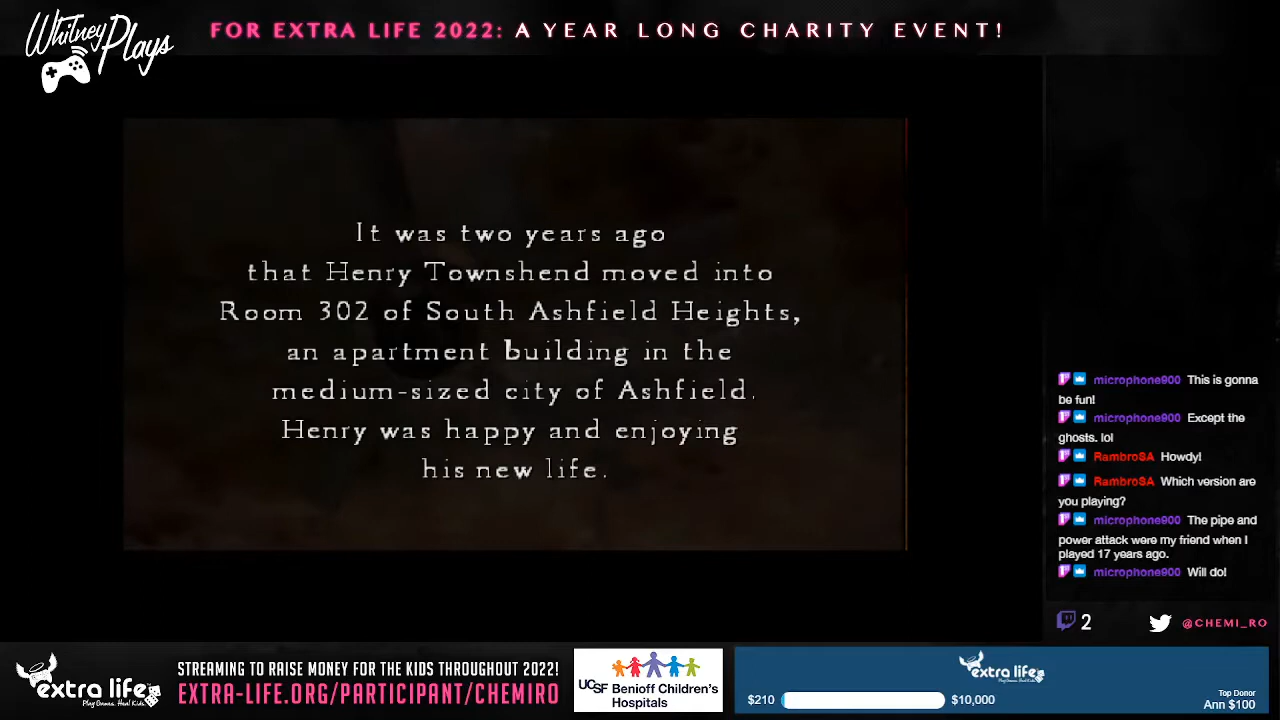 Whitney Plays
FOR EXTRA LIFE 2022: A YEAR LONG CHARITY EVENT!
It was two years ago
that Henry Townshend moved into
Room 302 of South Ashfield Heights,
an apartment building in the
medium-sized city of Ashfield.
Henry was happy and enjoying
his new life.
microphone900 This is gonna
be fun!
microphone900 Except the
ghosts. lol
RambroSA Howdy!
RambroSA Which version are
you playing?
microphone900 The pipe and
power attack were my friend when I
played 17 years ago.
microphone900 Will do!
2 @CHEMI_RO
extra life
Play Games. Heal Kids.
STREAMING TO RAISE MONEY FOR THE KIDS THROUGHOUT 2022!
EXTRA-LIFE.ORG/PARTICIPANT/CHEMIRO
UCSF Benioff Children's
Hospitals
extra life
Play Games. Heal Kids.
$210 $10,000
Top Donor
Ann $100